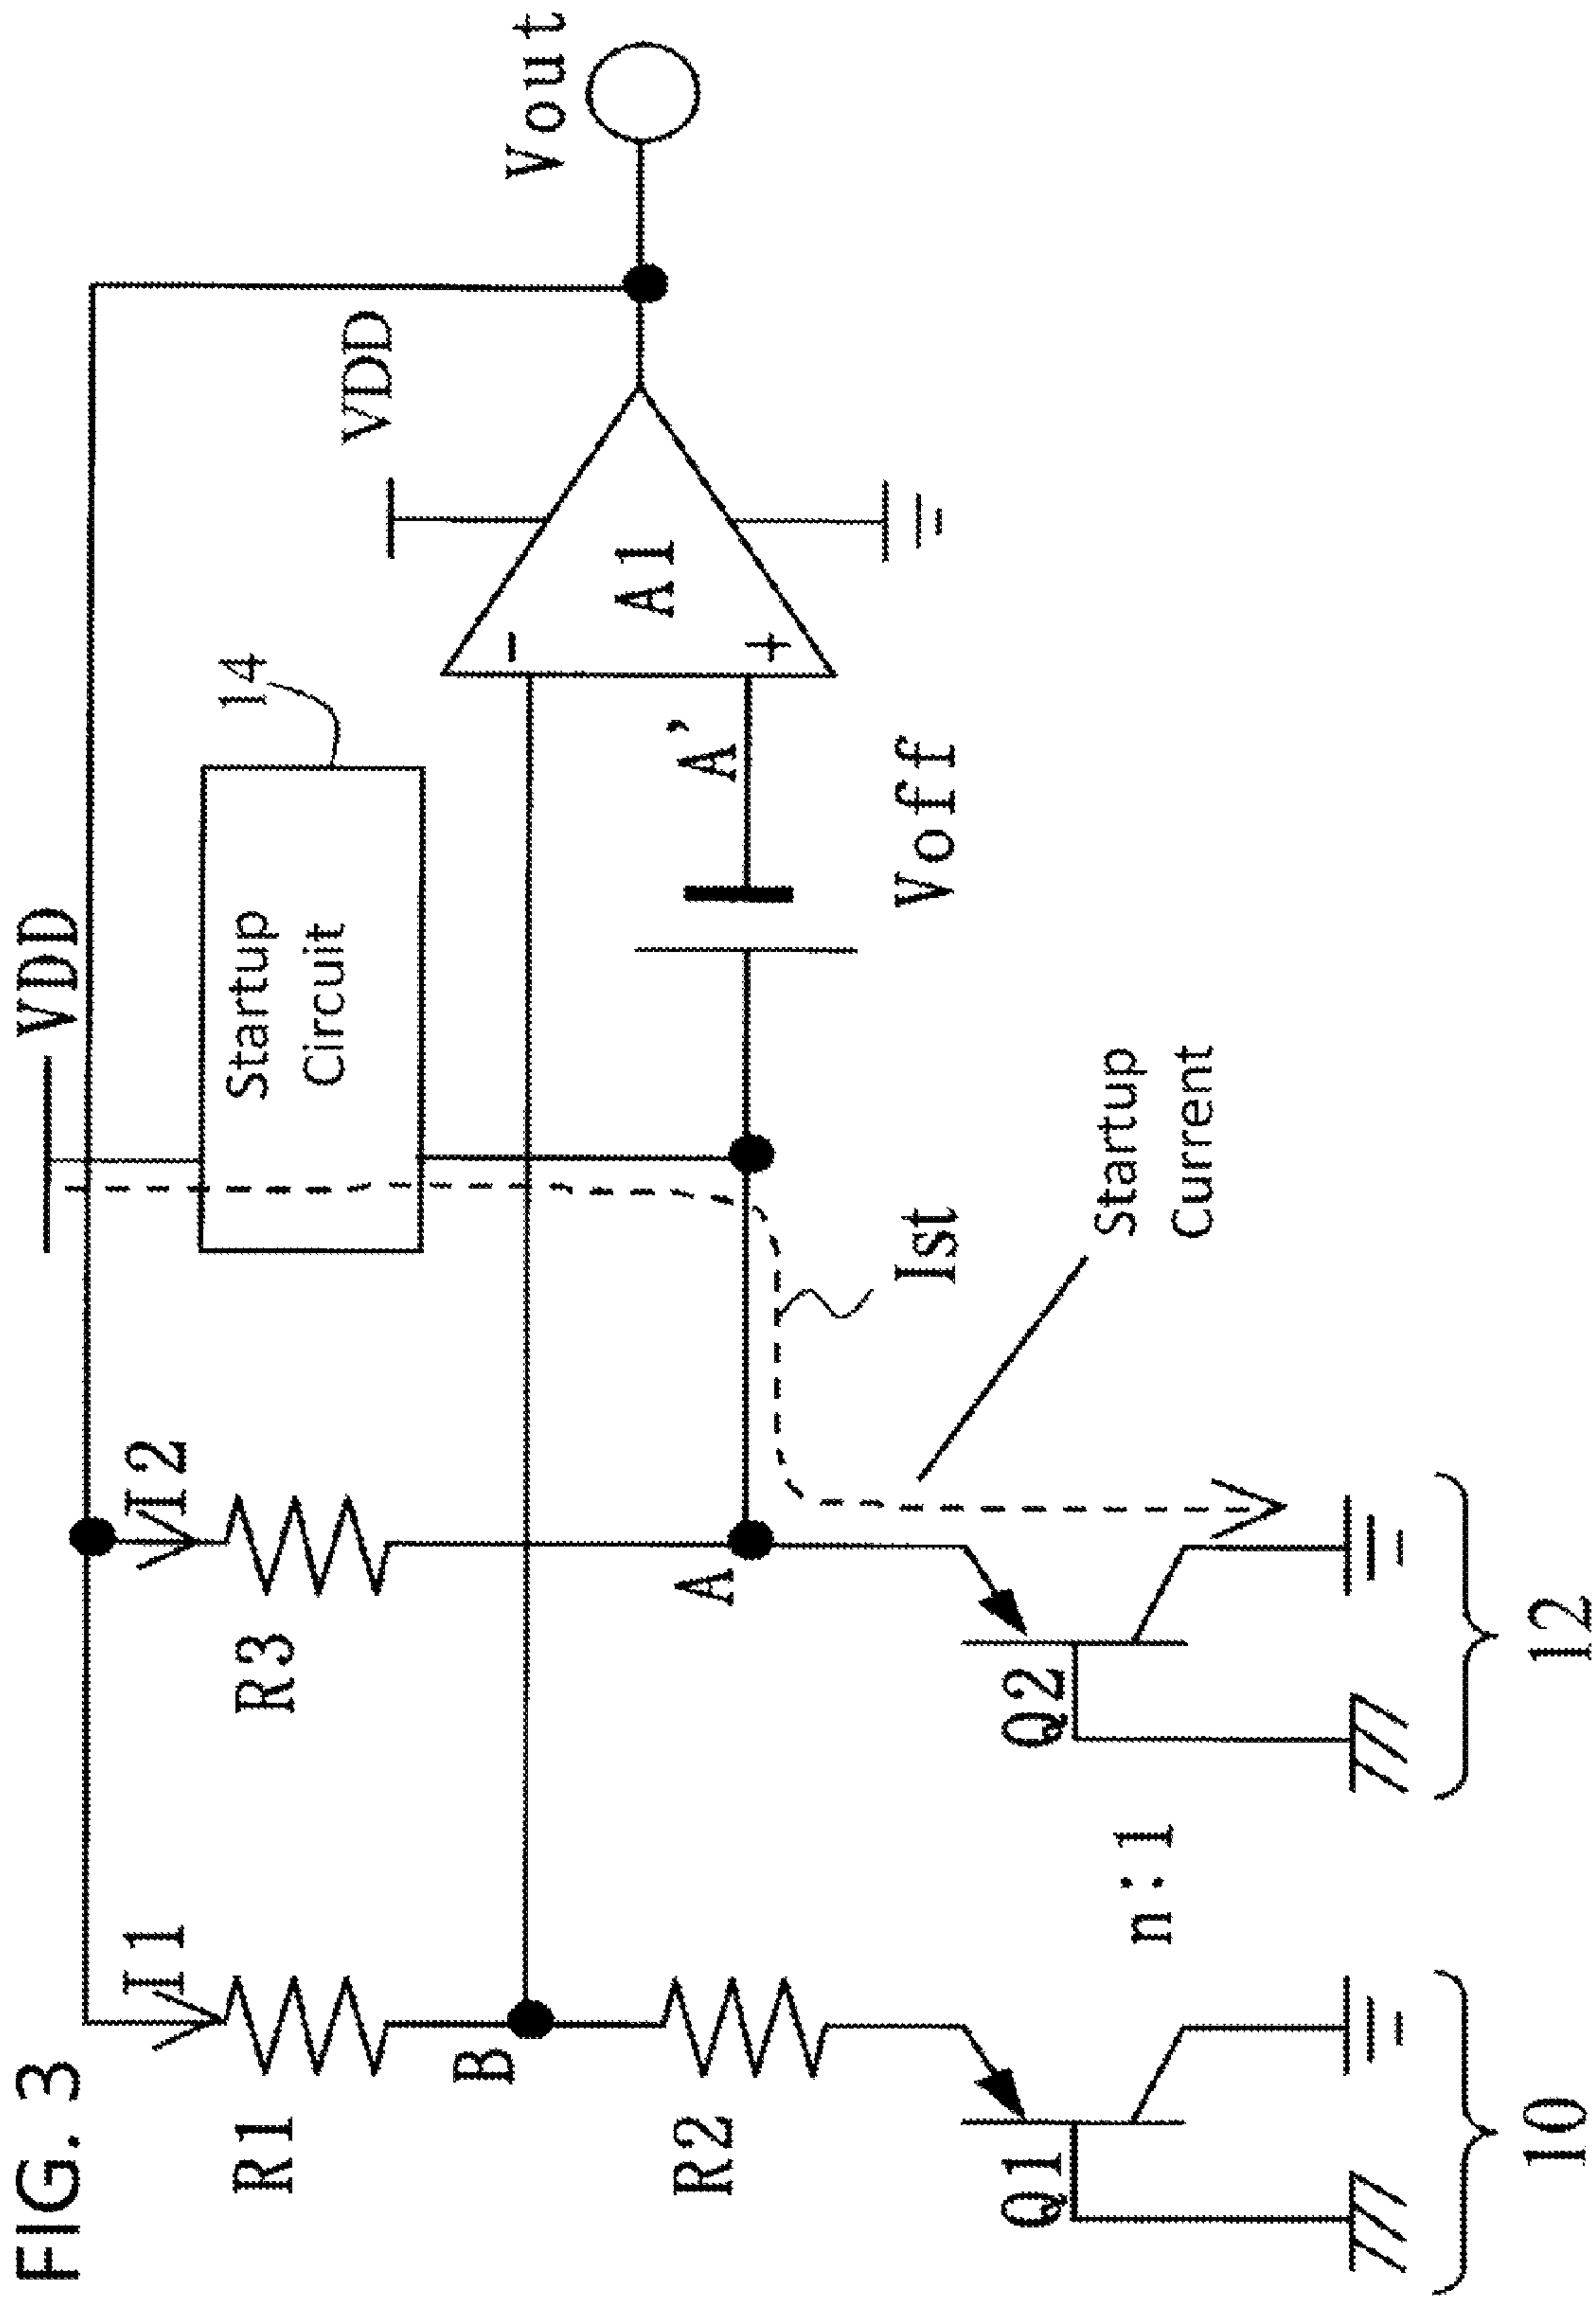 FIG. 3
VDD
I1
I2
R1
R3
Startup
Circuit
14
VDD
Vout
B
A
A'
-
+
A1
R2
Voff
Ist
Startup
Current
Q1
Q2
n:1
10
12